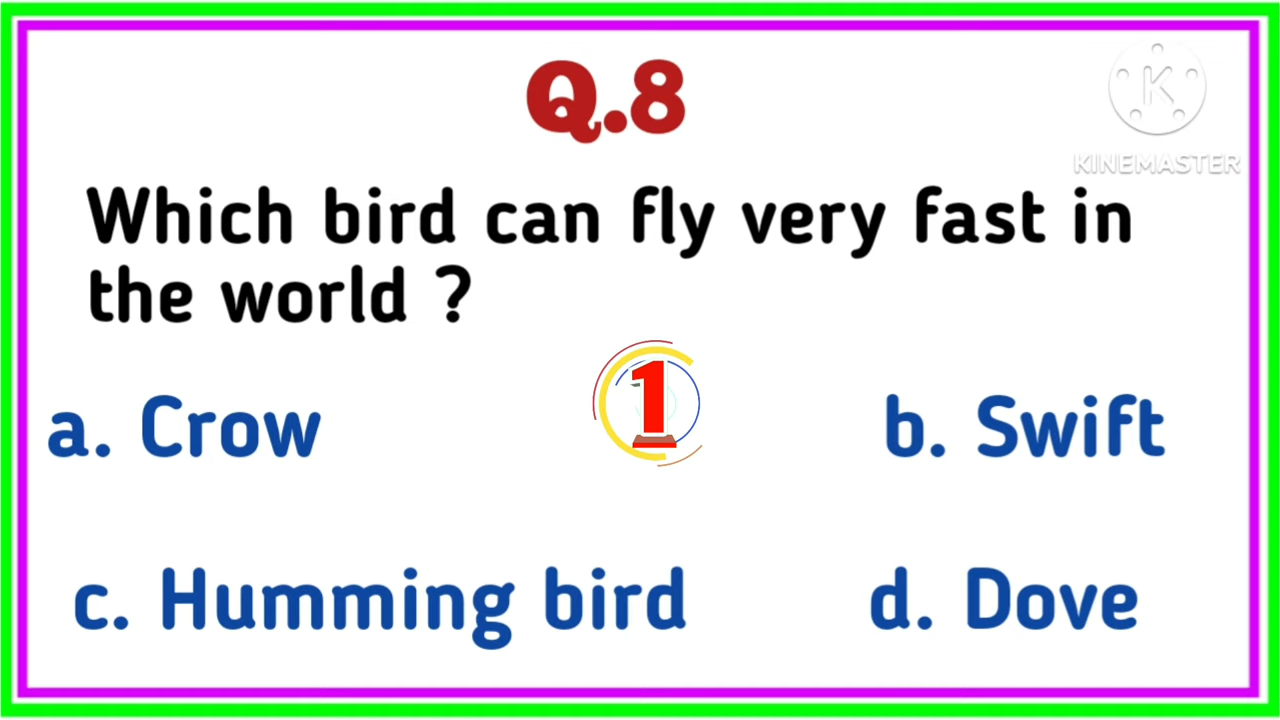 Q.8
K
KINEMASTER
Which bird can fly very fast in
the world ?
1
a. Crow
b. Swift
c. Humming bird
d. Dove